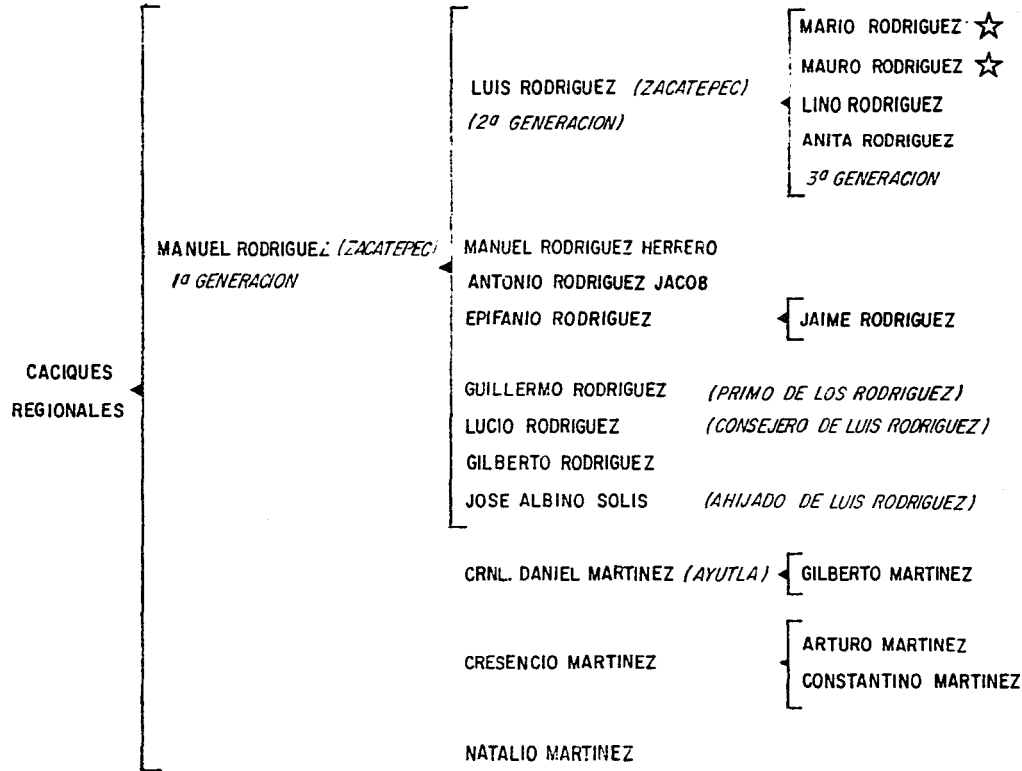 CACIQUES
REGIONALES
MANUEL RODRIGUEZ (ZACATEPEC)
1ª GENERACION
LUIS RODRIGUEZ (ZACATEPEC)
(2ª GENERACION)
MARIO RODRIGUEZ ☆
MAURO RODRIGUEZ ☆
LINO RODRIGUEZ
ANITA RODRIGUEZ
3ª GENERACION
MANUEL RODRIGUEZ HERRERO
ANTONIO RODRIGUEZ JACOB
EPIFANIO RODRIGUEZ
JAIME RODRIGUEZ
GUILLERMO RODRIGUEZ (PRIMO DE LOS RODRIGUEZ)
LUCIO RODRIGUEZ (CONSEJERO DE LUIS RODRIGUEZ)
GILBERTO RODRIGUEZ
JOSE ALBINO SOLIS (AHIJADO DE LUIS RODRIGUEZ)
CRNL. DANIEL MARTINEZ (AYUTLA)
GILBERTO MARTINEZ
CRESENCIO MARTINEZ
ARTURO MARTINEZ
CONSTANTINO MARTINEZ
NATALIO MARTINEZ